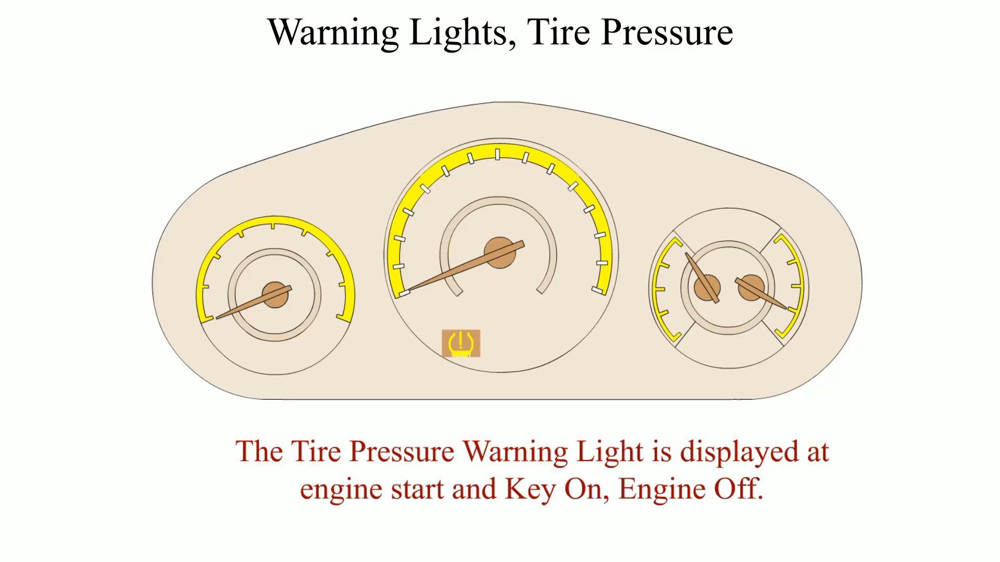 Warning Lights, Tire Pressure
The Tire Pressure Warning Light is displayed at
engine start and Key On, Engine Off.